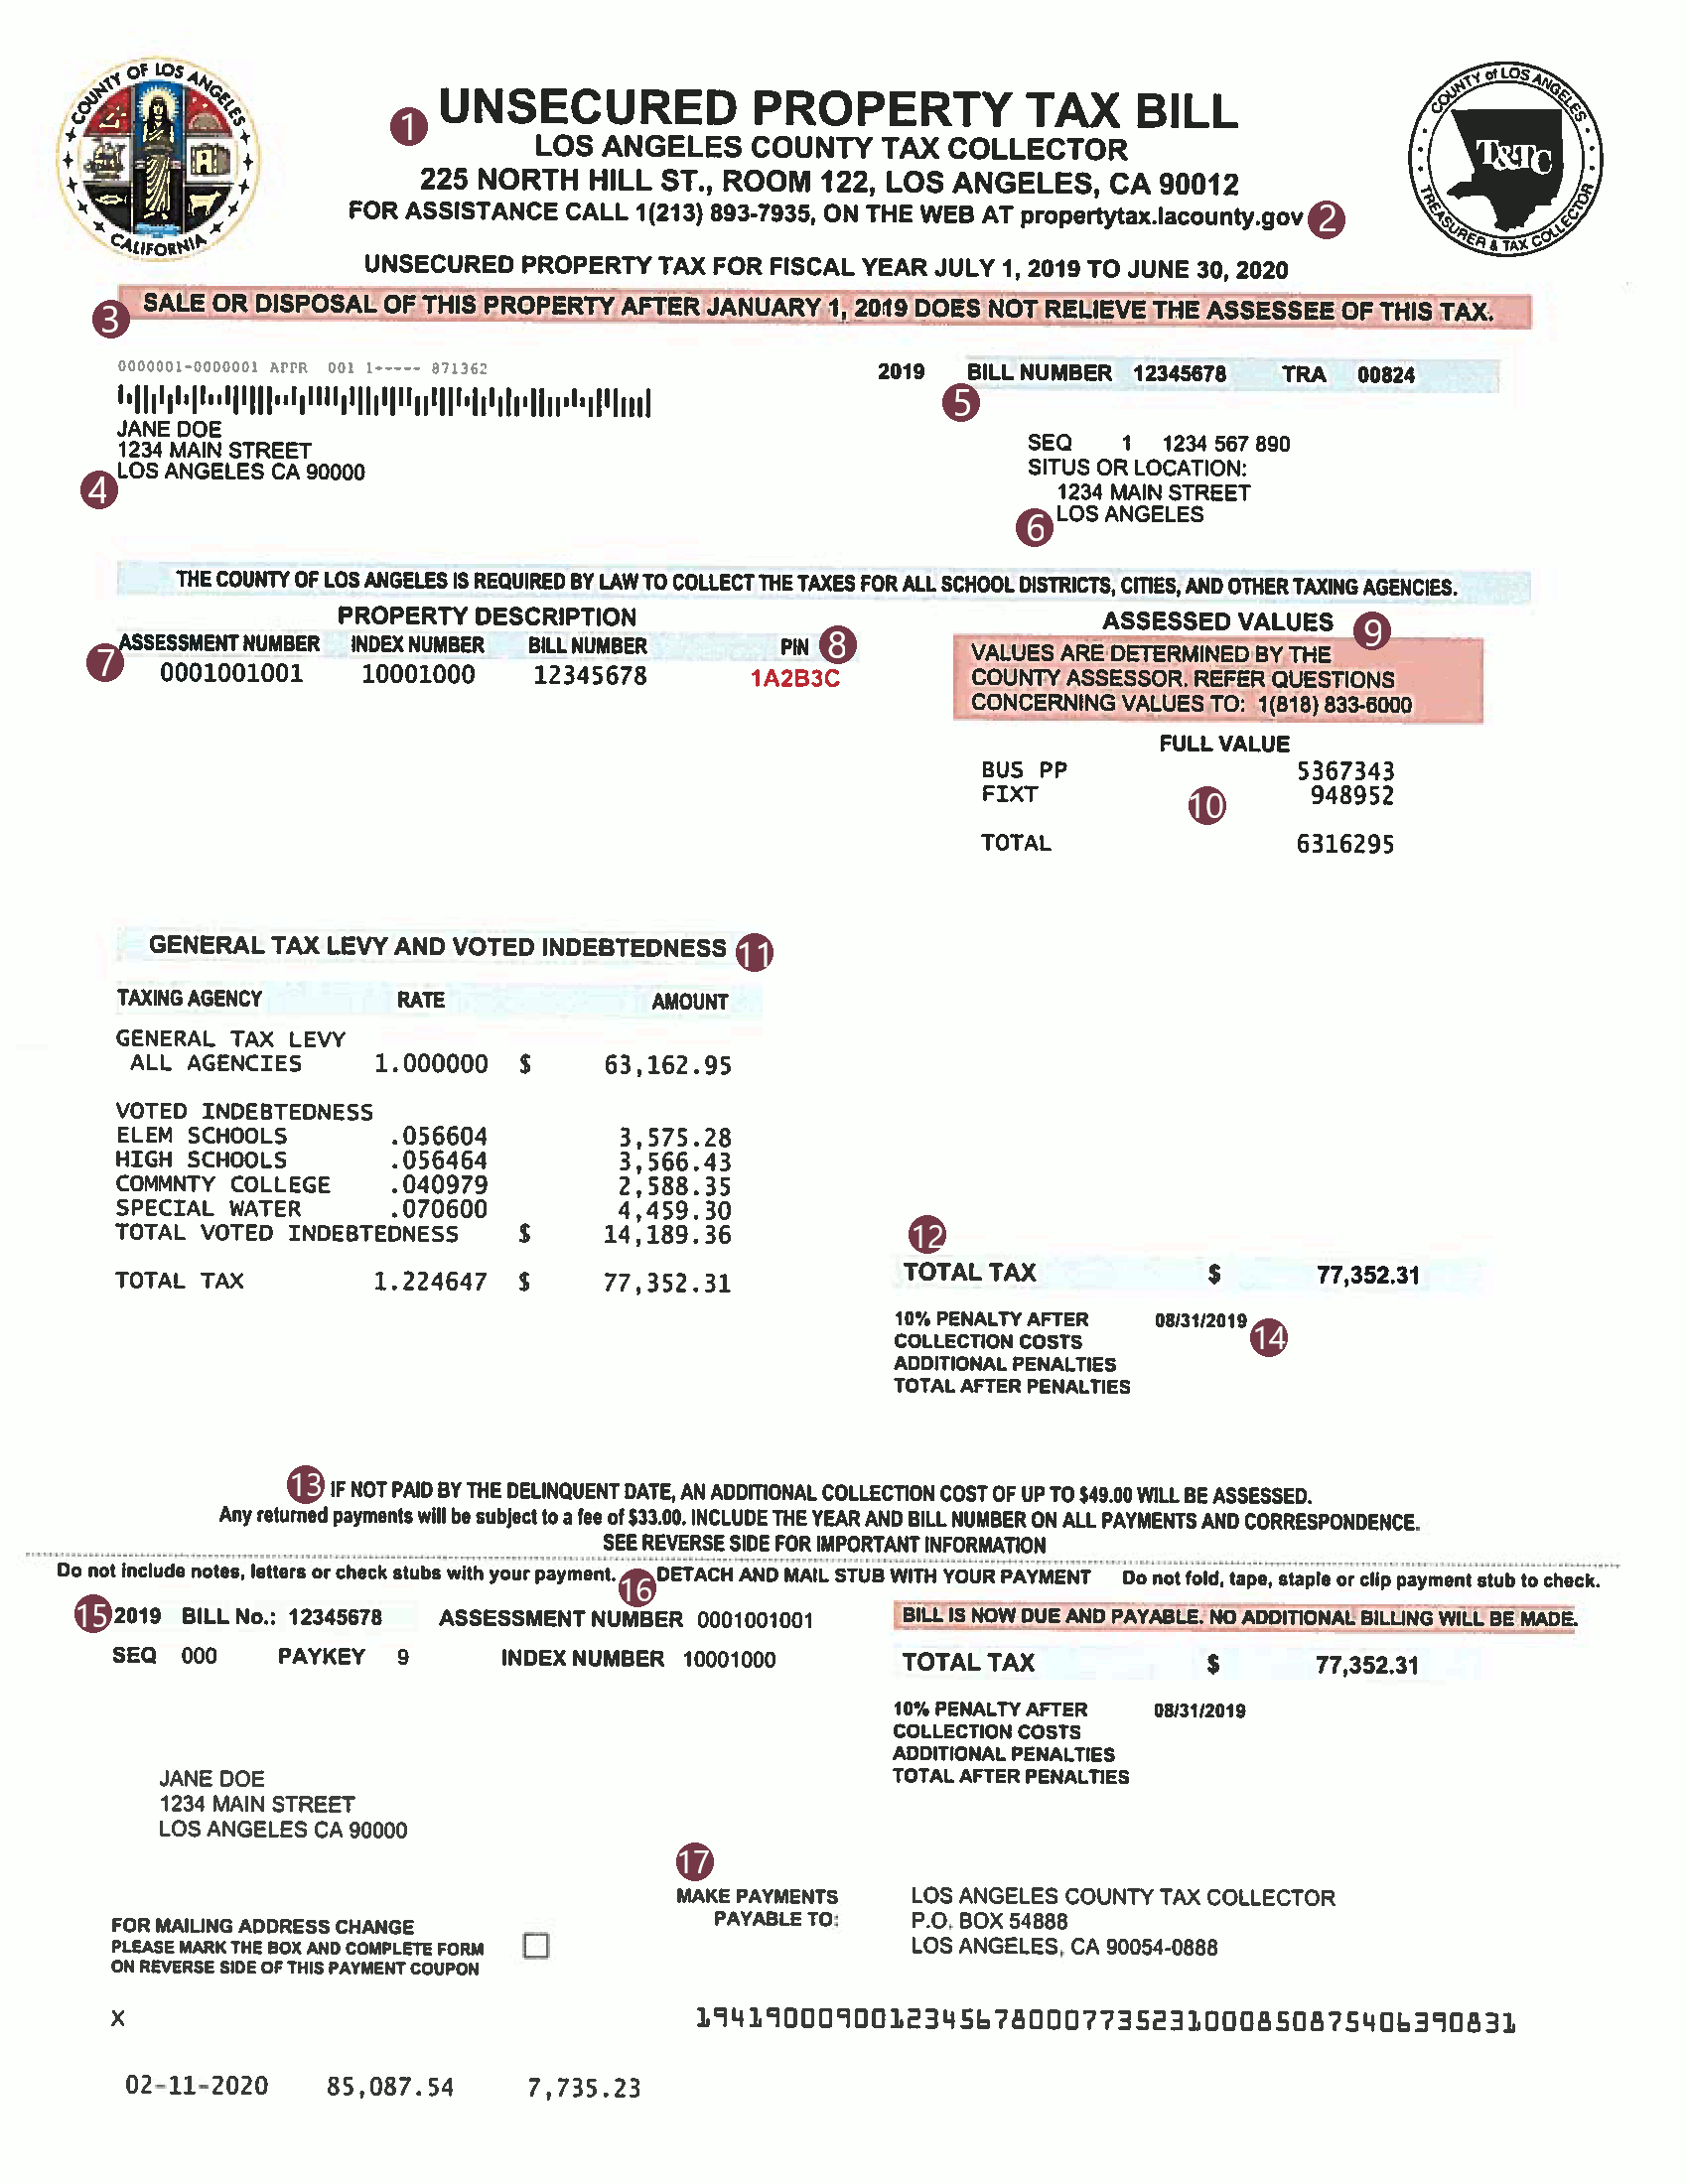 COUNTY OF LOS ANGELES
CALIFORNIA
1 UNSECURED PROPERTY TAX BILL
LOS ANGELES COUNTY TAX COLLECTOR
225 NORTH HILL ST., ROOM 122, LOS ANGELES, CA 90012
FOR ASSISTANCE CALL 1(213) 893-7935, ON THE WEB AT propertytax.lacounty.gov 2
COUNTY of LOS ANGELES
T&TC
TREASURER & TAX COLLECTOR
UNSECURED PROPERTY TAX FOR FISCAL YEAR JULY 1, 2019 TO JUNE 30, 2020
3 SALE OR DISPOSAL OF THIS PROPERTY AFTER JANUARY 1, 2019 DOES NOT RELIEVE THE ASSESSEE OF THIS TAX.
0000001-0000001 APPR 001 1----- 871362
JANE DOE
1234 MAIN STREET
4 LOS ANGELES CA 90000
2019 BILL NUMBER 12345678 TRA 00824
5
SEQ 1 1234 567 890
SITUS OR LOCATION:
1234 MAIN STREET
6 LOS ANGELES
THE COUNTY OF LOS ANGELES IS REQUIRED BY LAW TO COLLECT THE TAXES FOR ALL SCHOOL DISTRICTS, CITIES, AND OTHER TAXING AGENCIES.
PROPERTY DESCRIPTION
7 ASSESSMENT NUMBER INDEX NUMBER BILL NUMBER PIN 8
0001001001 10001000 12345678 1A2B3C
ASSESSED VALUES 9
VALUES ARE DETERMINED BY THE
COUNTY ASSESSOR. REFER QUESTIONS
CONCERNING VALUES TO: 1(818) 833-6000
FULL VALUE
BUS PP 5367343
FIXT 10 948952
TOTAL 6316295
GENERAL TAX LEVY AND VOTED INDEBTEDNESS 11
TAXING AGENCY RATE AMOUNT
GENERAL TAX LEVY
ALL AGENCIES 1.000000 $ 63,162.95
VOTED INDEBTEDNESS
ELEM SCHOOLS .056604 3,575.28
HIGH SCHOOLS .056464 3,566.43
COMMNTY COLLEGE .040979 2,588.35
SPECIAL WATER .070600 4,459.30
TOTAL VOTED INDEBTEDNESS $ 14,189.36
TOTAL TAX 1.224647 $ 77,352.31
12
TOTAL TAX $ 77,352.31
10% PENALTY AFTER 08/31/2019 14
COLLECTION COSTS
ADDITIONAL PENALTIES
TOTAL AFTER PENALTIES
13 IF NOT PAID BY THE DELINQUENT DATE, AN ADDITIONAL COLLECTION COST OF UP TO $49.00 WILL BE ASSESSED.
Any returned payments will be subject to a fee of $33.00. INCLUDE THE YEAR AND BILL NUMBER ON ALL PAYMENTS AND CORRESPONDENCE.
SEE REVERSE SIDE FOR IMPORTANT INFORMATION
Do not include notes, letters or check stubs with your payment. 16 DETACH AND MAIL STUB WITH YOUR PAYMENT Do not fold, tape, staple or clip payment stub to check.
15 2019 BILL No.: 12345678 ASSESSMENT NUMBER 0001001001
SEQ 000 PAYKEY 9 INDEX NUMBER 10001000
BILL IS NOW DUE AND PAYABLE. NO ADDITIONAL BILLING WILL BE MADE.
TOTAL TAX $ 77,352.31
10% PENALTY AFTER 08/31/2019
COLLECTION COSTS
ADDITIONAL PENALTIES
TOTAL AFTER PENALTIES
JANE DOE
1234 MAIN STREET
LOS ANGELES CA 90000
17
MAKE PAYMENTS
PAYABLE TO:
LOS ANGELES COUNTY TAX COLLECTOR
P.O. BOX 54888
LOS ANGELES, CA 90054-0888
FOR MAILING ADDRESS CHANGE
PLEASE MARK THE BOX AND COMPLETE FORM
ON REVERSE SIDE OF THIS PAYMENT COUPON
X
19419000900123456780007735231000850875406390831
02-11-2020 85,087.54 7,735.23